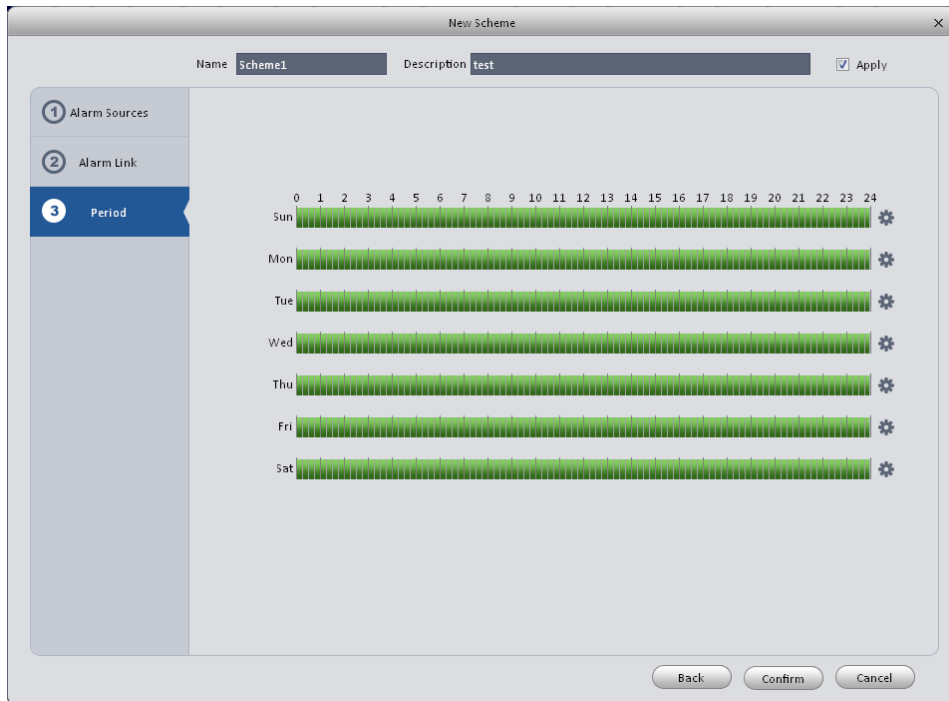 New Scheme
Name Scheme1 Description test Apply
1 Alarm Sources
2 Alarm Link
3 Period
0 1 2 3 4 5 6 7 8 9 10 11 12 13 14 15 16 17 18 19 20 21 22 23 24
Sun
Mon
Tue
Wed
Thu
Fri
Sat
Back Confirm Cancel